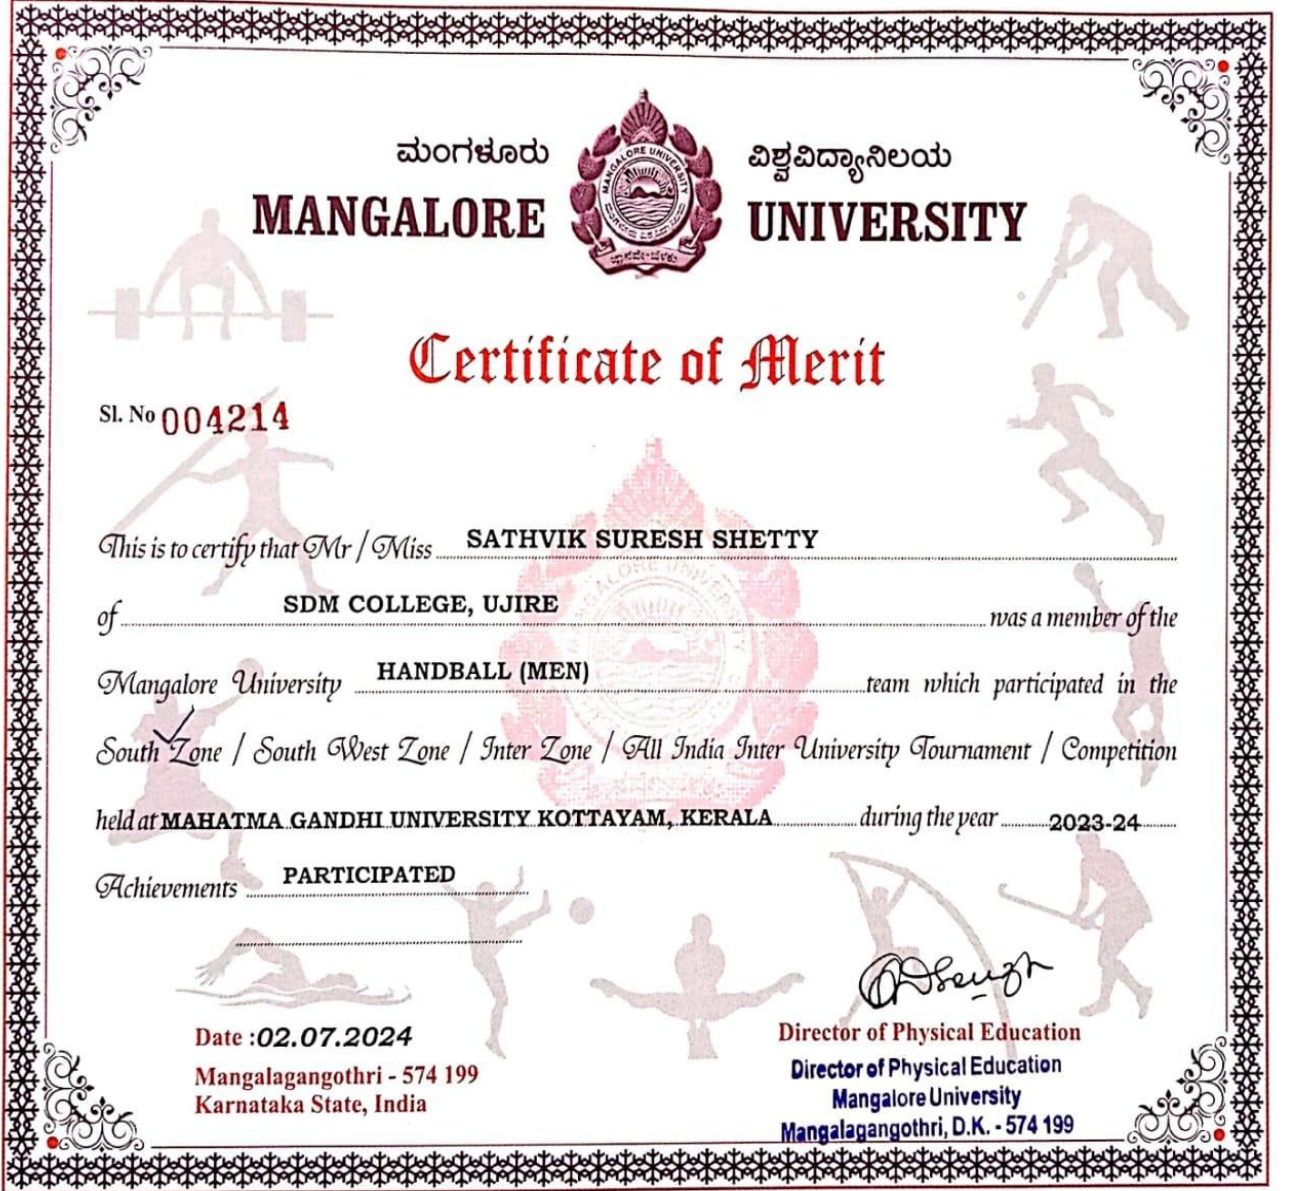 ಮಂಗಳೂರು ವಿಶ್ವವಿದ್ಯಾನಿಲಯ
MANGALORE UNIVERSITY
MANGALORE UNIVERSITY
Certificate of Merit
Sl. No 004214
This is to certify that Mr / Miss SATHVIK SURESH SHETTY
of SDM COLLEGE, UJIRE was a member of the
Mangalore University HANDBALL (MEN) team which participated in the
South Zone / South West Zone / Inter Zone / All India Inter University Tournament / Competition
held at MAHATMA GANDHI UNIVERSITY KOTTAYAM, KERALA during the year 2023-24
Achievements PARTICIPATED
Date :02.07.2024
Mangalagangothri - 574 199
Karnataka State, India
Director of Physical Education
Director of Physical Education
Mangalore University
Mangalagangothri, D.K. - 574 199